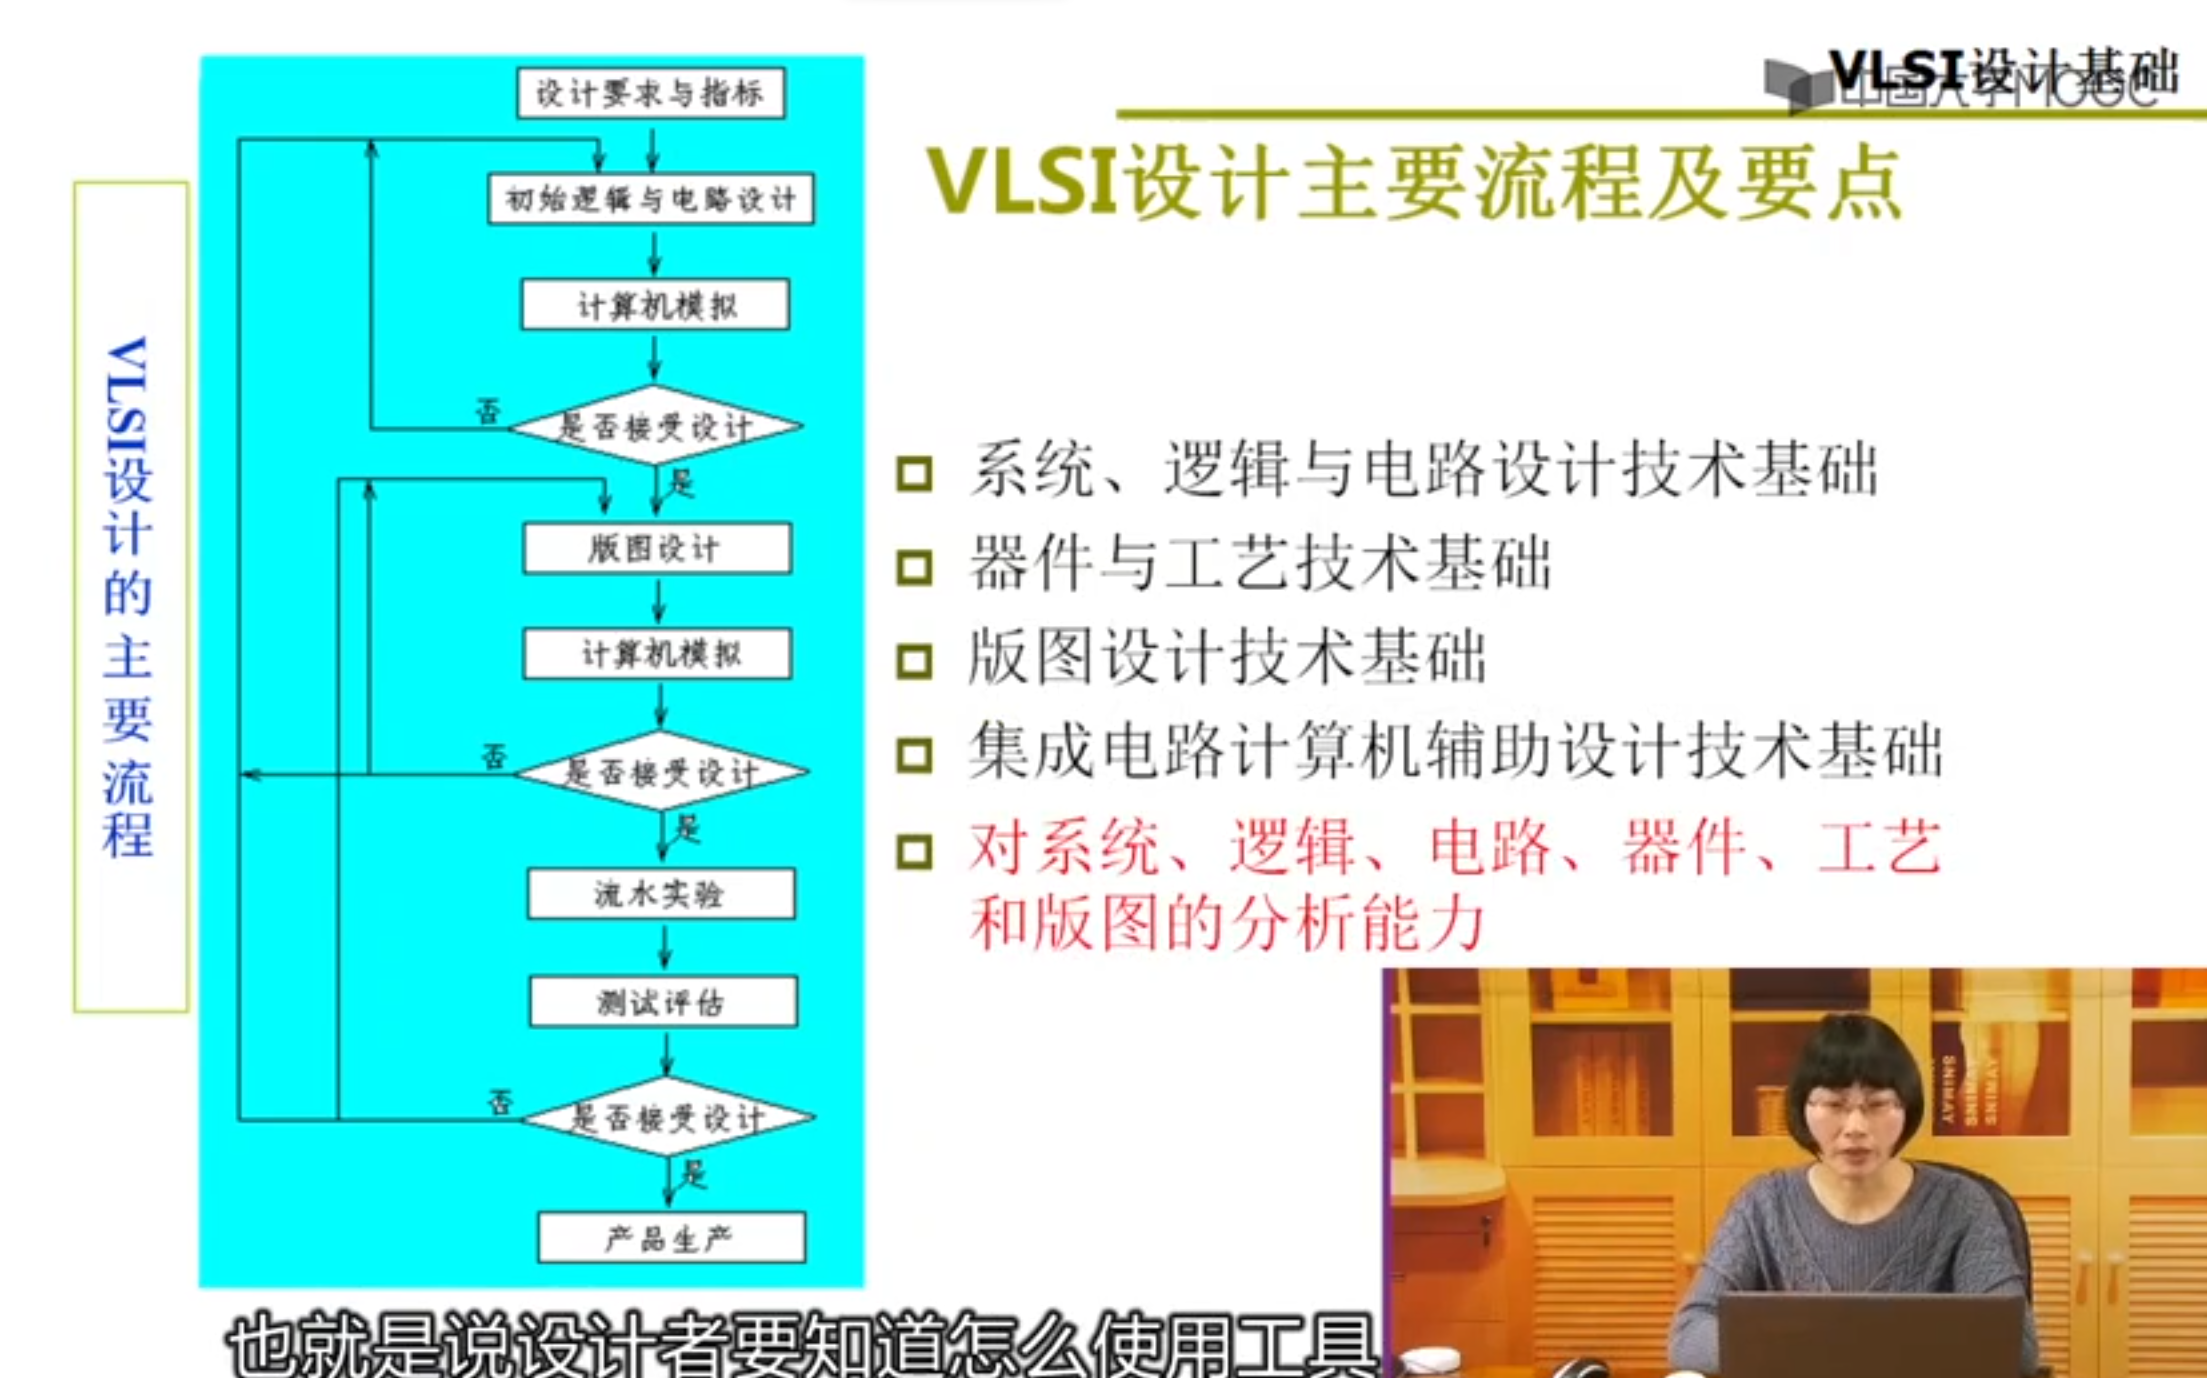 VLSI设计基础
中国大学MOOC
VLSI设计主要流程及要点
VLSI设计的主要流程
设计要求与指标
初始逻辑与电路设计
计算机模拟
是否接受设计
否
是
版图设计
计算机模拟
是否接受设计
否
是
流水实验
测试评估
是否接受设计
否
是
产品生产
系统、逻辑与电路设计技术基础
器件与工艺技术基础
版图设计技术基础
集成电路计算机辅助设计技术基础
对系统、逻辑、电路、器件、工艺
和版图的分析能力
也就是说设计者要知道怎么使用工具